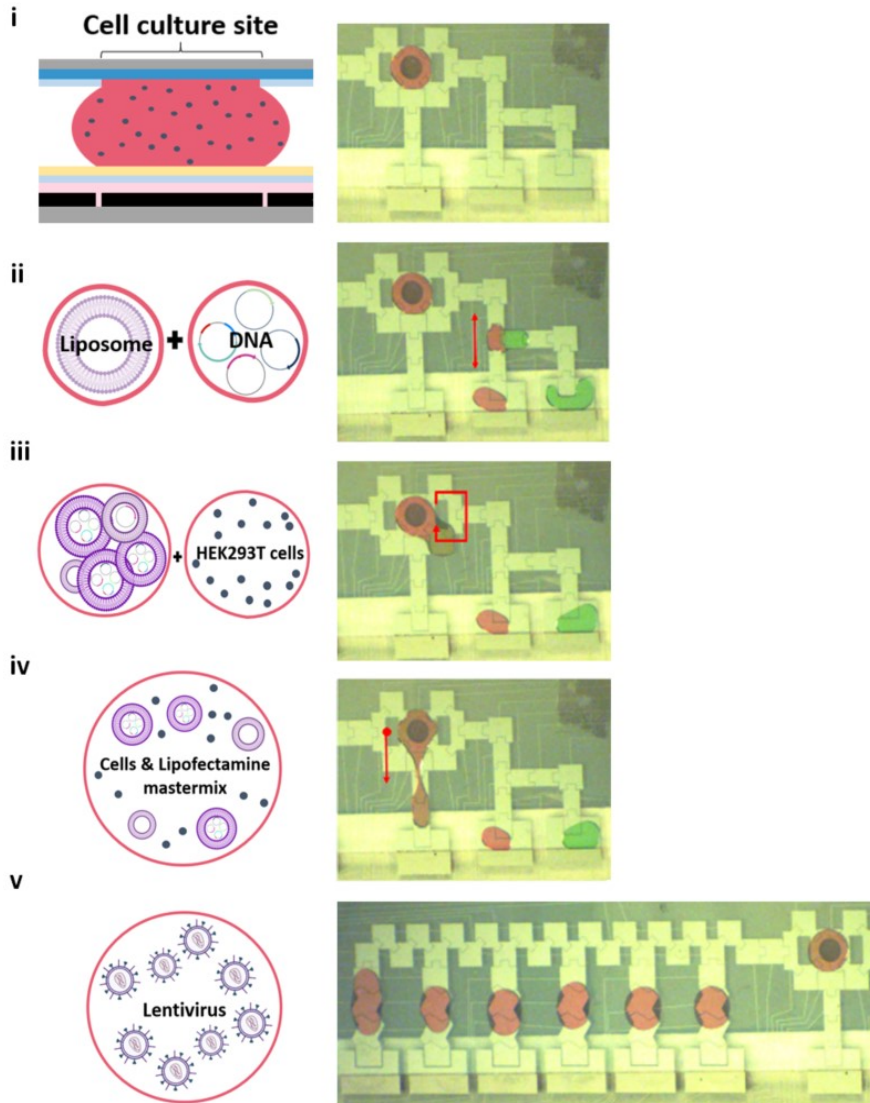 i
Cell culture site
ii
Liposome + DNA
iii
+ HEK293T cells
iv
Cells & Lipofectamine
mastermix
v
Lentivirus